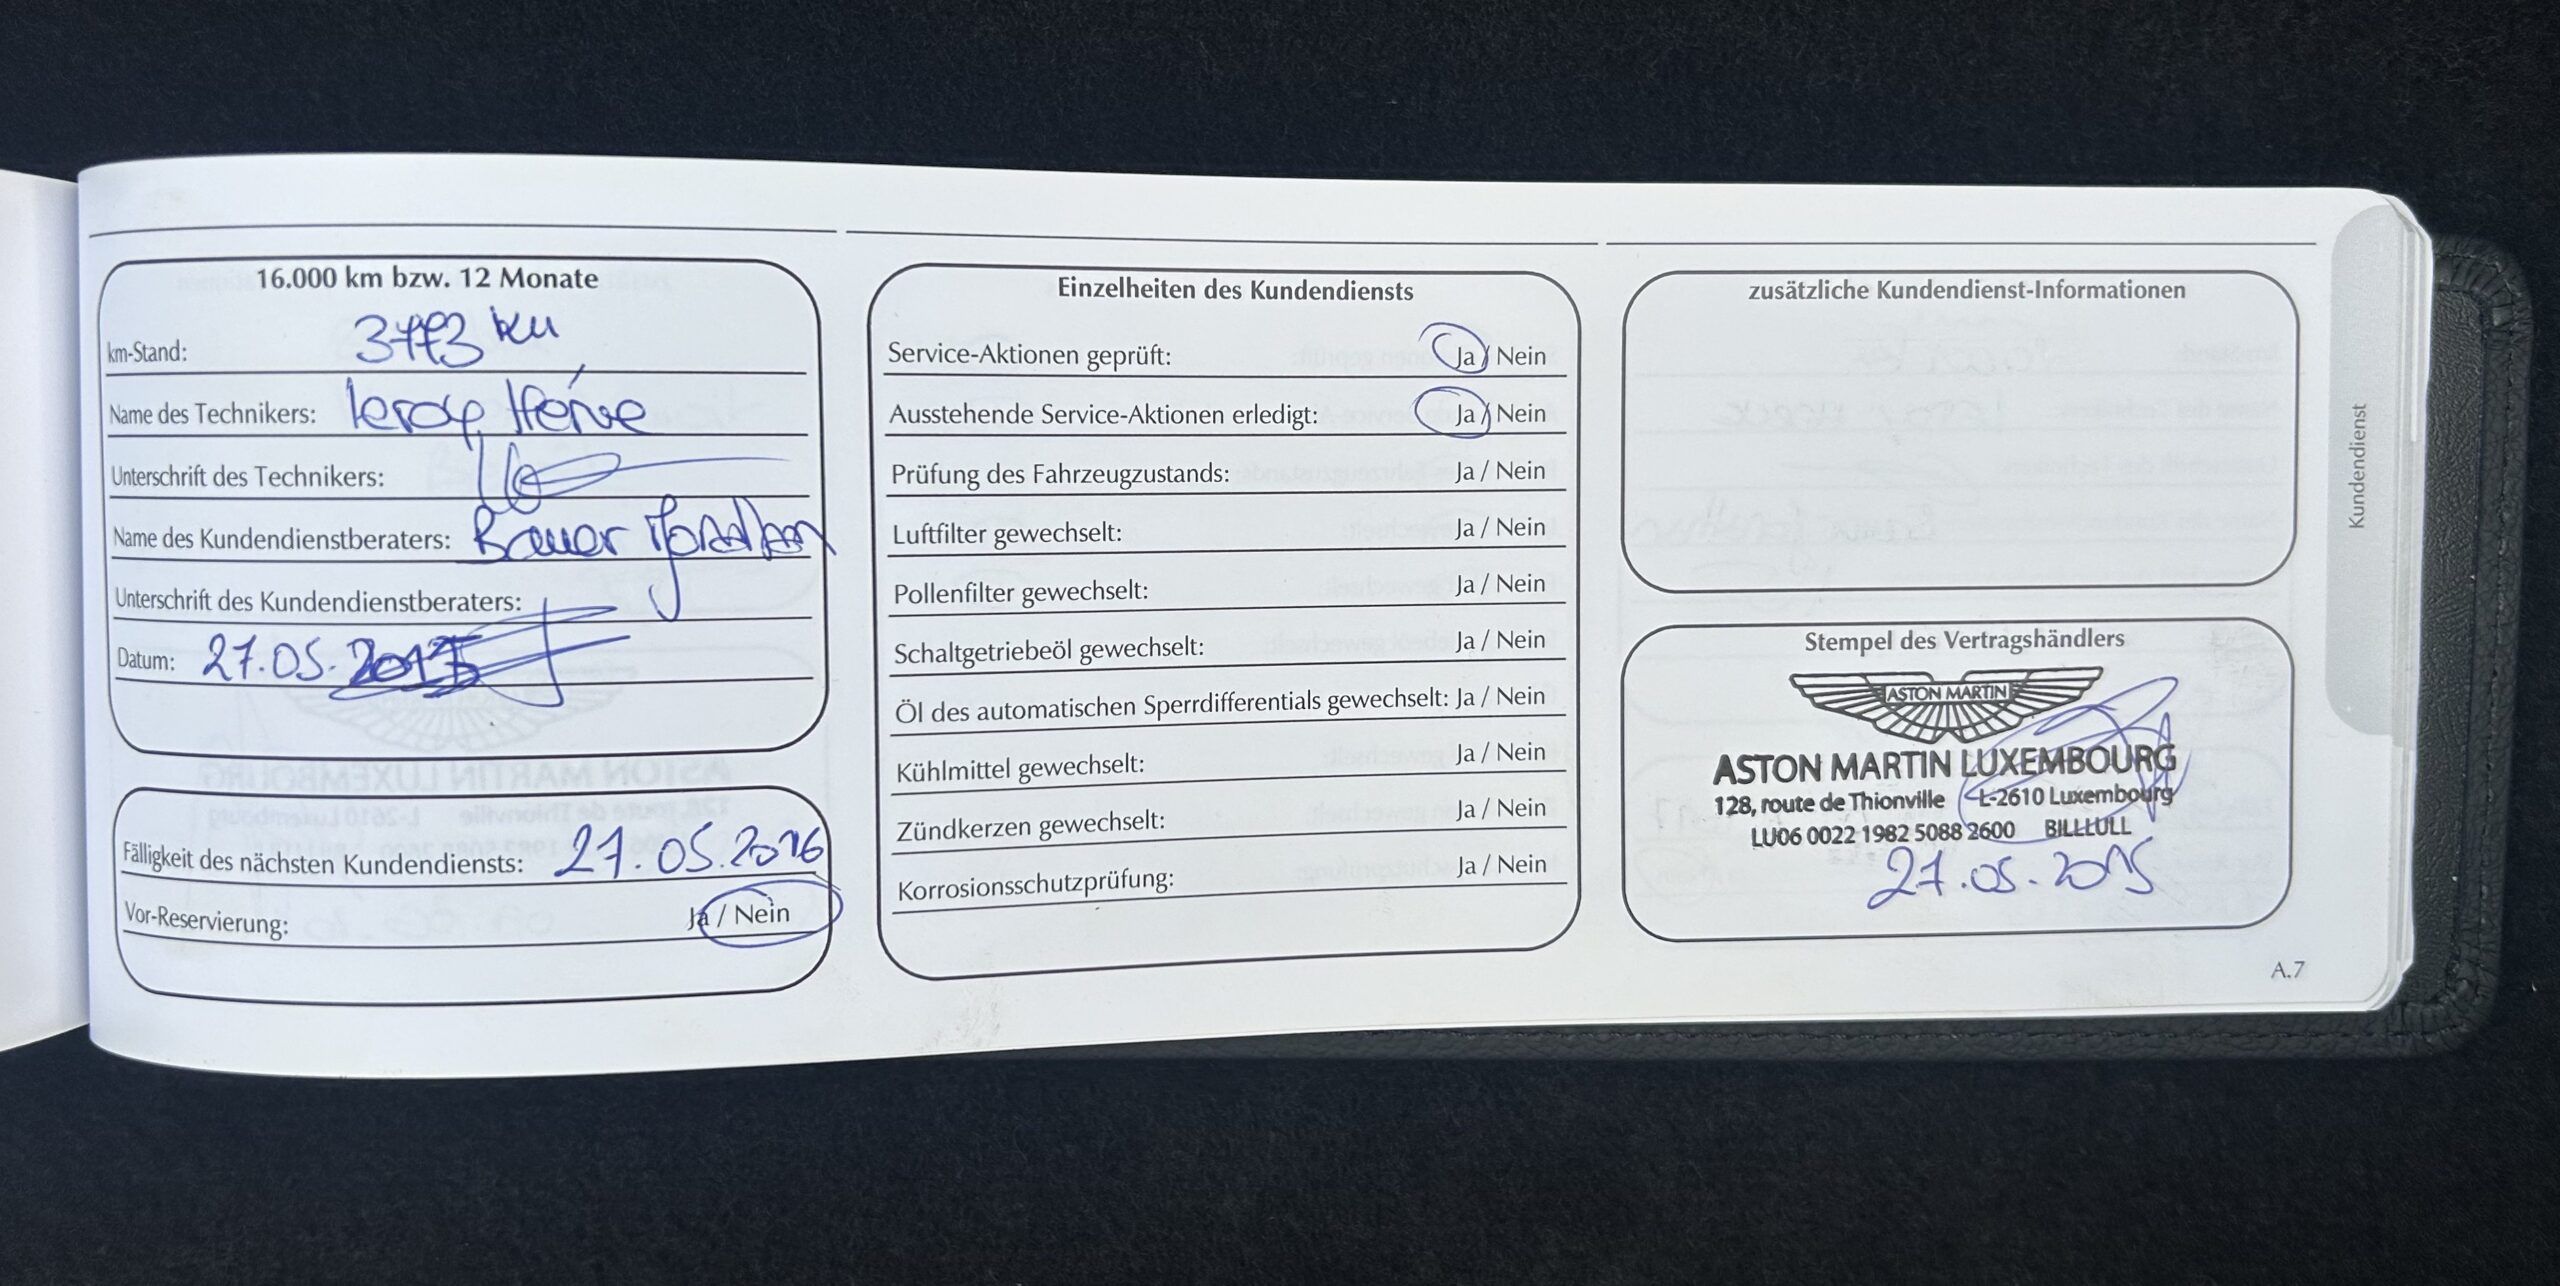 16.000 km bzw. 12 Monate
km-Stand: 3773 km
Name des Technikers: Leroy Hérve
Unterschrift des Technikers:
Name des Kundendienstberaters: Bauer
Unterschrift des Kundendienstberaters:
Datum: 27.05.
Fälligkeit des nächsten Kundendiensts: 27.05.2016
Vor-Reservierung: Ja / Nein
Einzelheiten des Kundendiensts
Service-Aktionen geprüft: Ja / Nein
Ausstehende Service-Aktionen erledigt: Ja / Nein
Prüfung des Fahrzeugzustands: Ja / Nein
Luftfilter gewechselt: Ja / Nein
Pollenfilter gewechselt: Ja / Nein
Schaltgetriebeöl gewechselt: Ja / Nein
Öl des automatischen Sperrdifferentials gewechselt: Ja / Nein
Kühlmittel gewechselt: Ja / Nein
Zündkerzen gewechselt: Ja / Nein
Korrosionsschutzprüfung: Ja / Nein
zusätzliche Kundendienst-Informationen
Stempel des Vertragshändlers
ASTON MARTIN
ASTON MARTIN LUXEMBOURG
128, route de Thionville L-2610 Luxembourg
LU06 0022 1982 5088 2600 BILLLULL
27.05.2015
Kundendienst
A.7